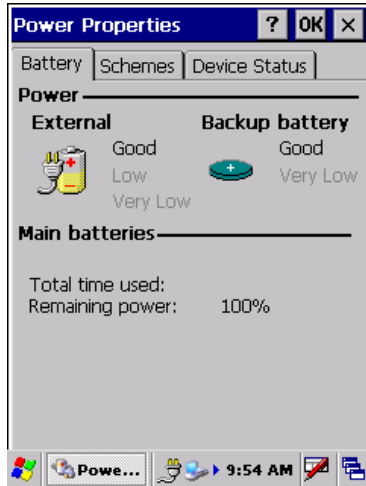 Power Properties ? OK ×
Battery Schemes Device Status
Power
External Backup battery
Good Good
Low Very Low
Very Low
Main batteries
Total time used:
Remaining power: 100%
Powe... 9:54 AM